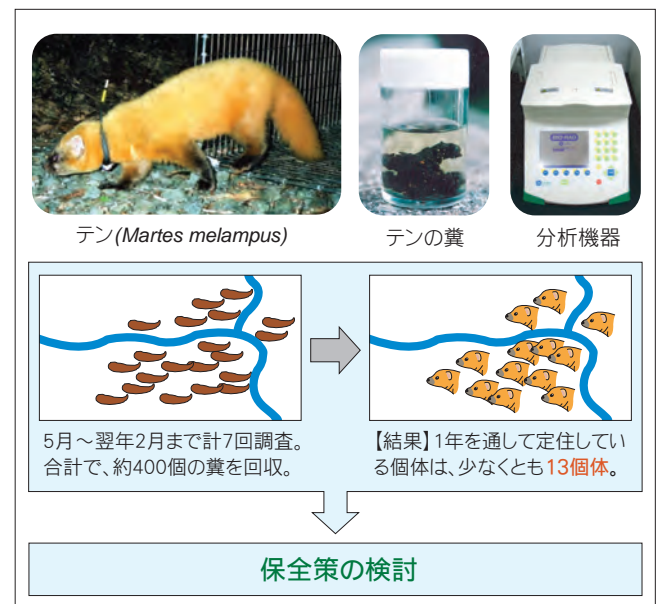 テン(Martes melampus)
テンの糞
分析機器
5月～翌年2月まで計7回調査。
合計で、約400個の糞を回収。
【結果】1年を通して定住してい
る個体は、少なくとも13個体。
保全策の検討